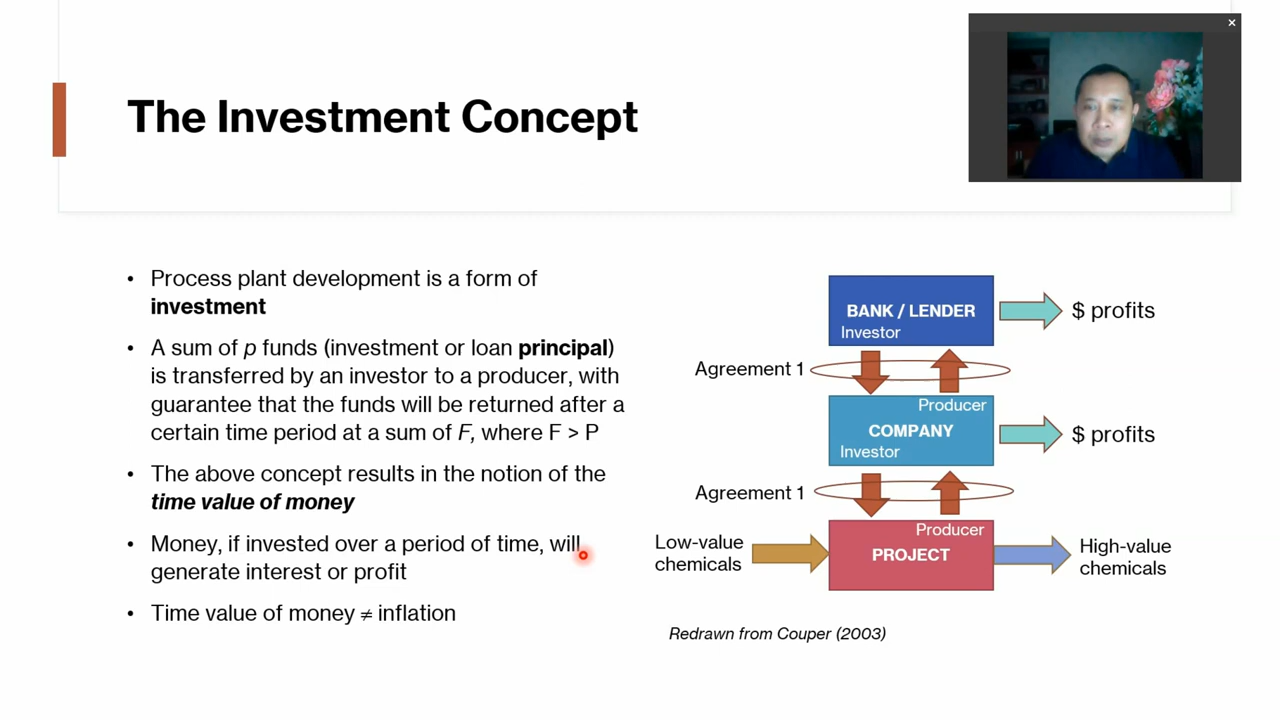 The Investment Concept
• Process plant development is a form of
investment
• A sum of p funds (investment or loan principal)
is transferred by an investor to a producer, with
guarantee that the funds will be returned after a
certain time period at a sum of F, where F > P
• The above concept results in the notion of the
time value of money
• Money, if invested over a period of time, will
generate interest or profit
• Time value of money ≠ inflation
BANK / LENDER
Investor
$ profits
Agreement 1
Producer
COMPANY
Investor
$ profits
Agreement 1
Producer
PROJECT
Low-value
chemicals
High-value
chemicals
Redrawn from Couper (2003)